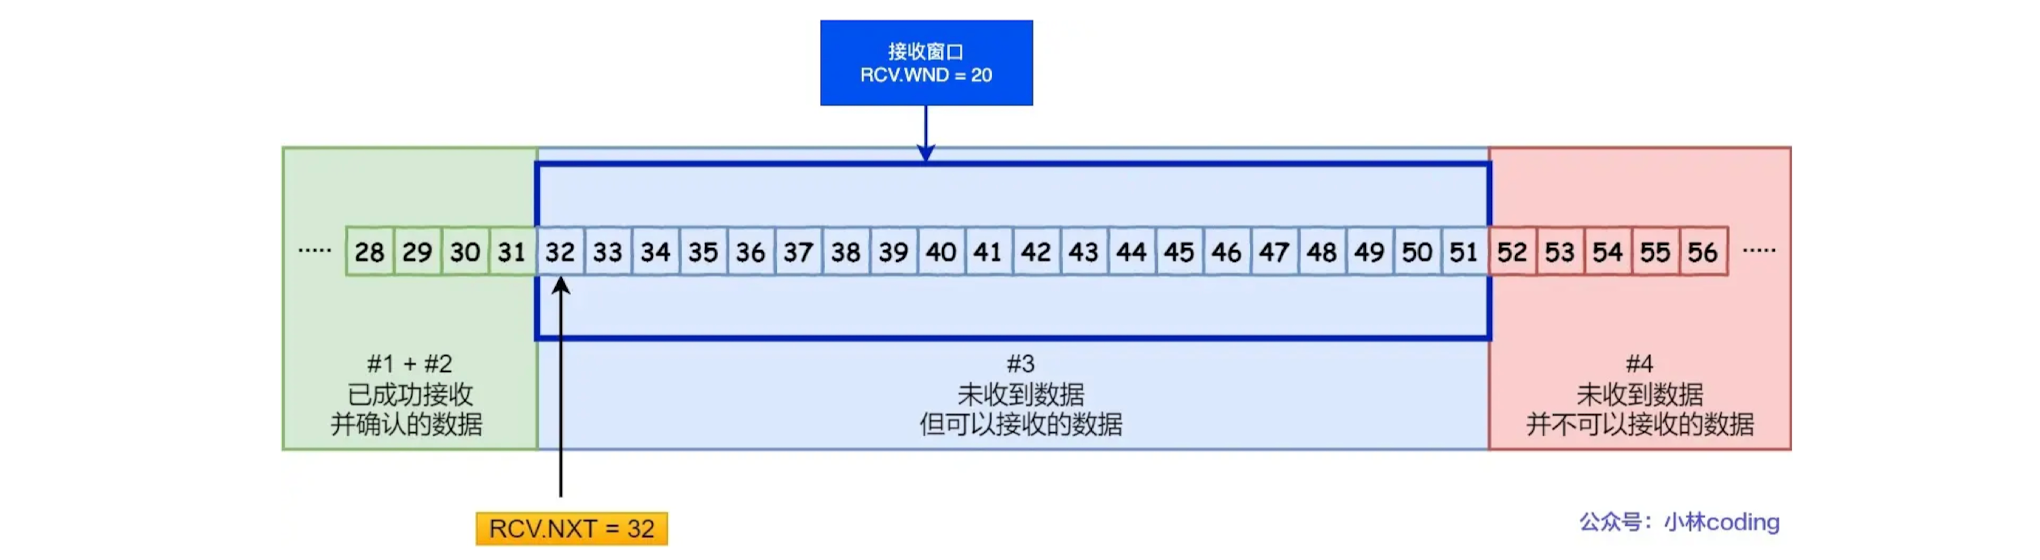 接收窗口
RCV.WND = 20
····· 28 29 30 31 32 33 34 35 36 37 38 39 40 41 42 43 44 45 46 47 48 49 50 51 52 53 54 55 56 ·····
#1 + #2
已成功接收
并确认的数据
#3
未收到数据
但可以接收的数据
#4
未收到数据
并不可以接收的数据
RCV.NXT = 32
公众号：小林coding